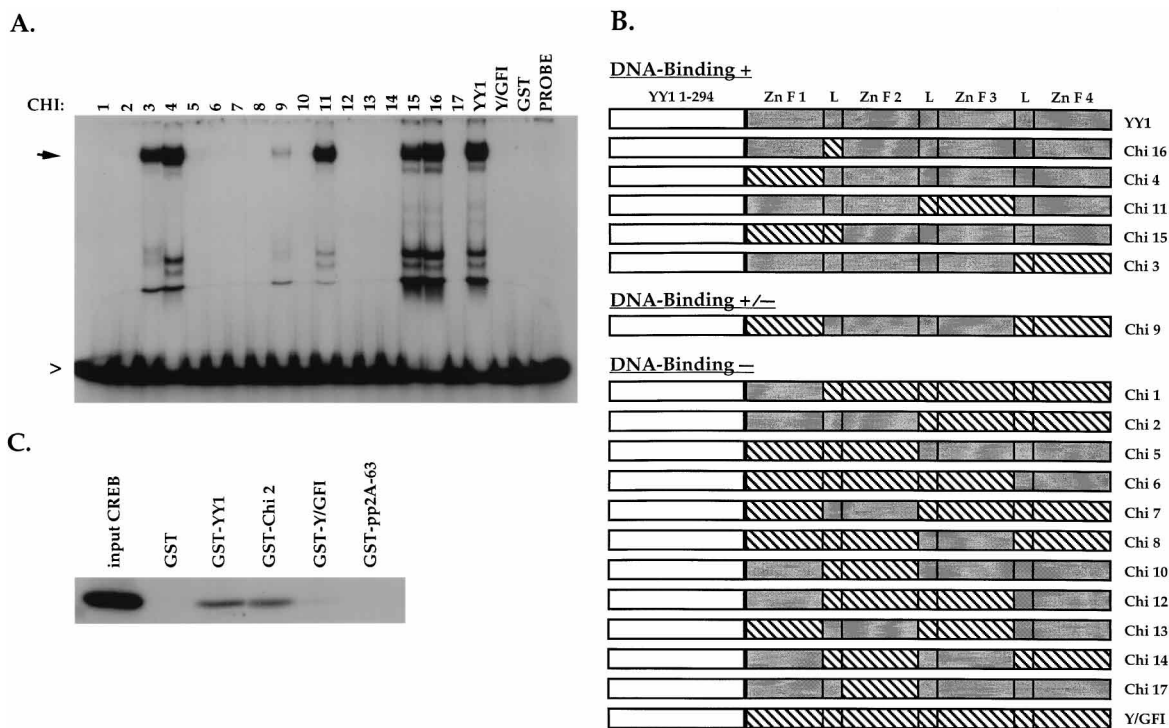 A.
CHI: 1 2 3 4 5 6 7 8 9 10 11 12 13 14 15 16 17 YY1 Y/GFI GST PROBE
>
C.
input CREB GST GST-YY1 GST-Chi 2 GST-Y/GFI GST-pp2A-63
B.
DNA-Binding +
YY1 1-294 Zn F 1 L Zn F 2 L Zn F 3 L Zn F 4
YY1
Chi 16
Chi 4
Chi 11
Chi 15
Chi 3
DNA-Binding +/—
Chi 9
DNA-Binding —
Chi 1
Chi 2
Chi 5
Chi 6
Chi 7
Chi 8
Chi 10
Chi 12
Chi 13
Chi 14
Chi 17
Y/GFI